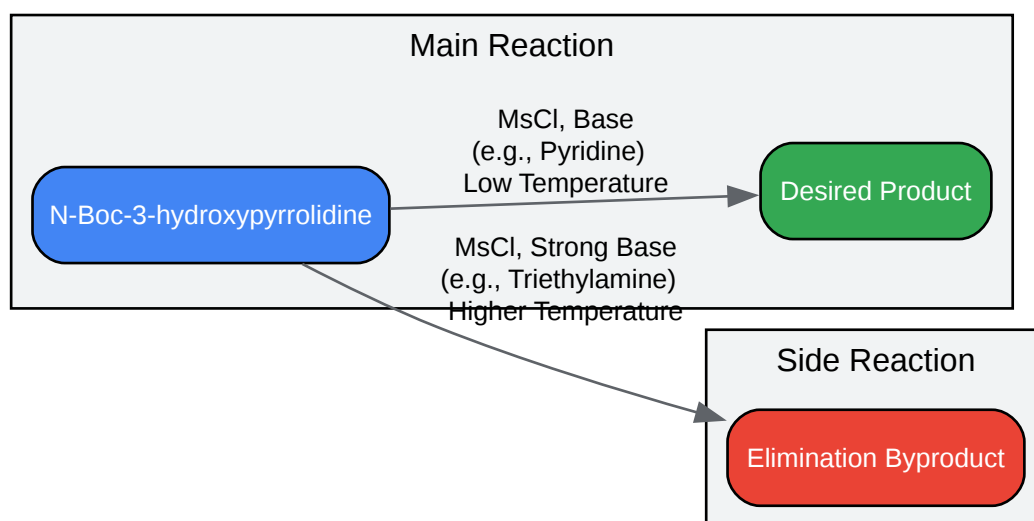 Main Reaction
MsCl, Base
(e.g., Pyridine)
Low Temperature
N-Boc-3-hydroxypyrrolidine
Desired Product
MsCl, Strong Base
(e.g., Triethylamine)
Higher Temperature
Side Reaction
Elimination Byproduct